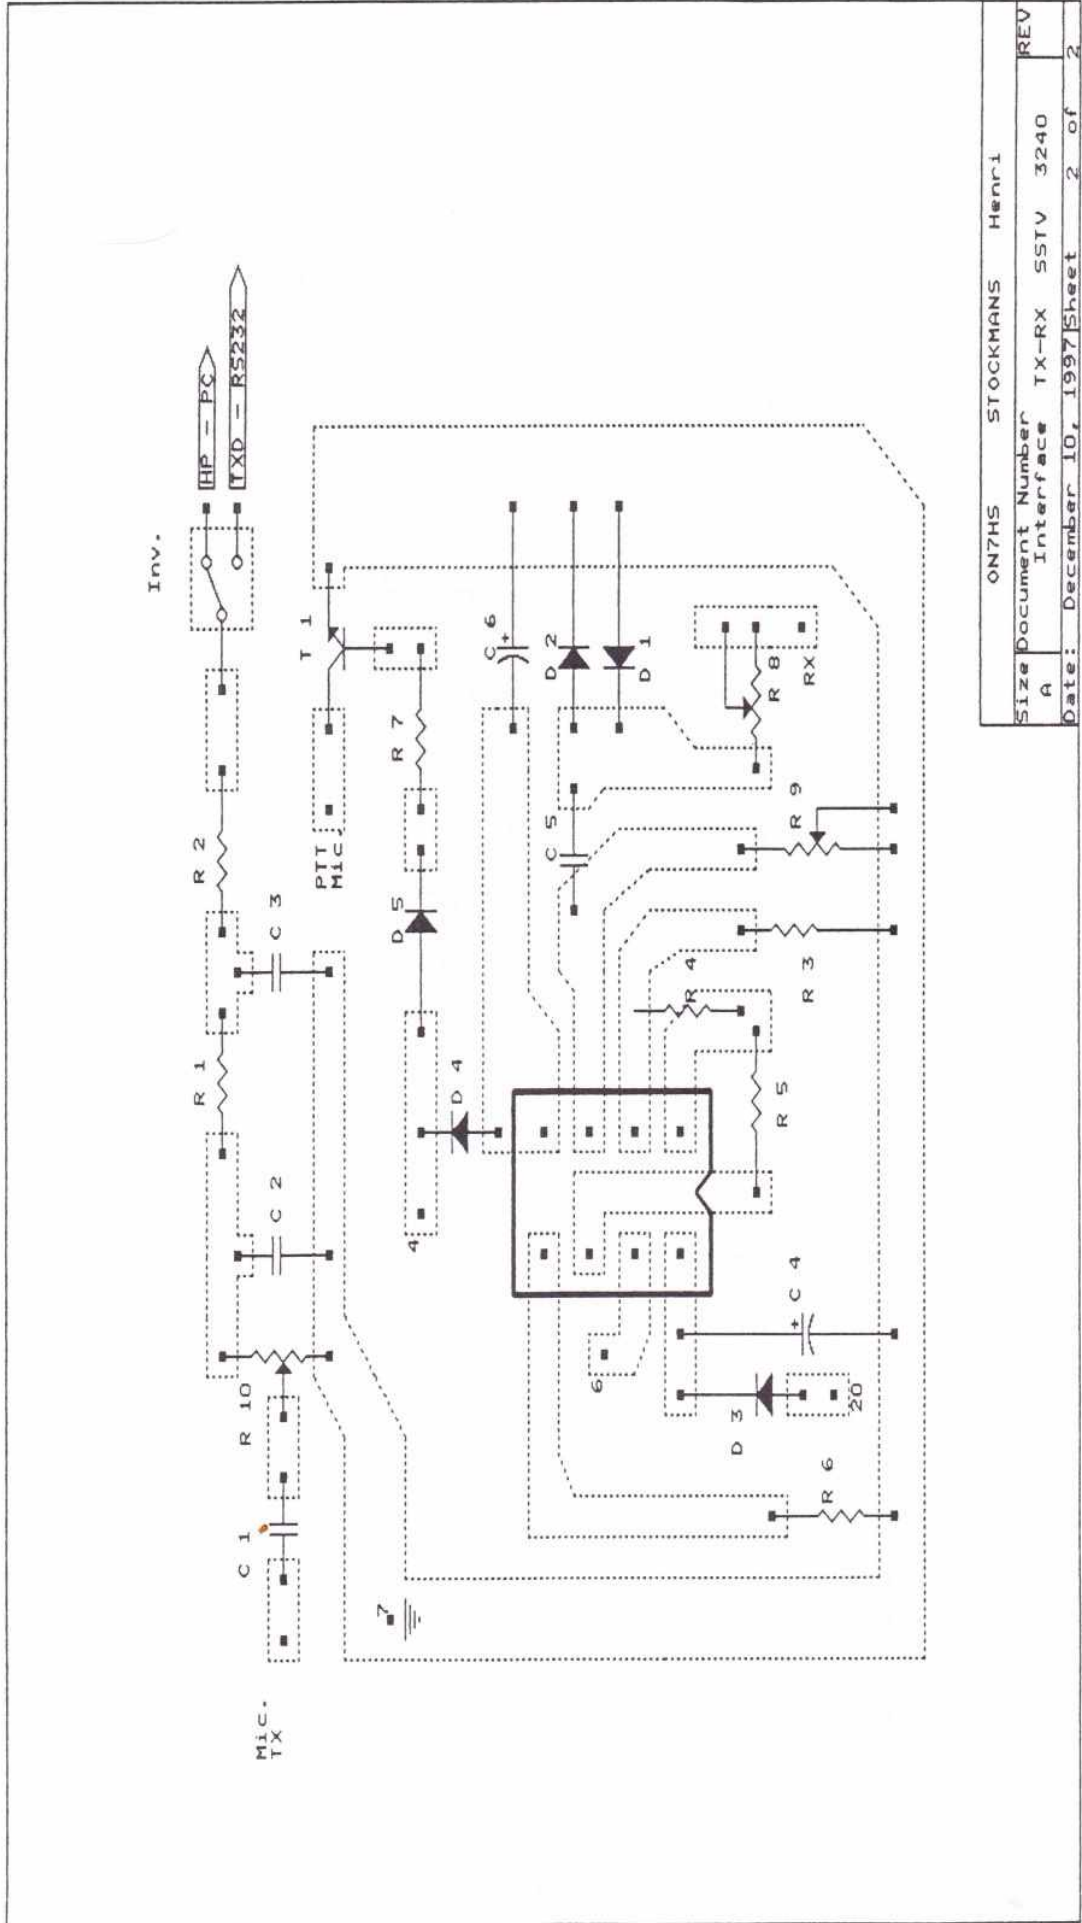 Inv.
HP - PC
TXD - RS232
R 1
R 2
C 3
C 2
R 10
C 1
Mic.
TX
T 1
PTT
Mic.
R 7
D 5
4
D 4
7
C 6
+
D 2
D 1
C 5
R 8
RX
R 9
R 4
R 3
R 5
6
C 4
+
D 3
20
R 6
ON7HS STOCKMANS Henri
Size Document Number REV
A Interface TX-RX SSTV 3240
Date: December 10, 1997 Sheet 2 of 2